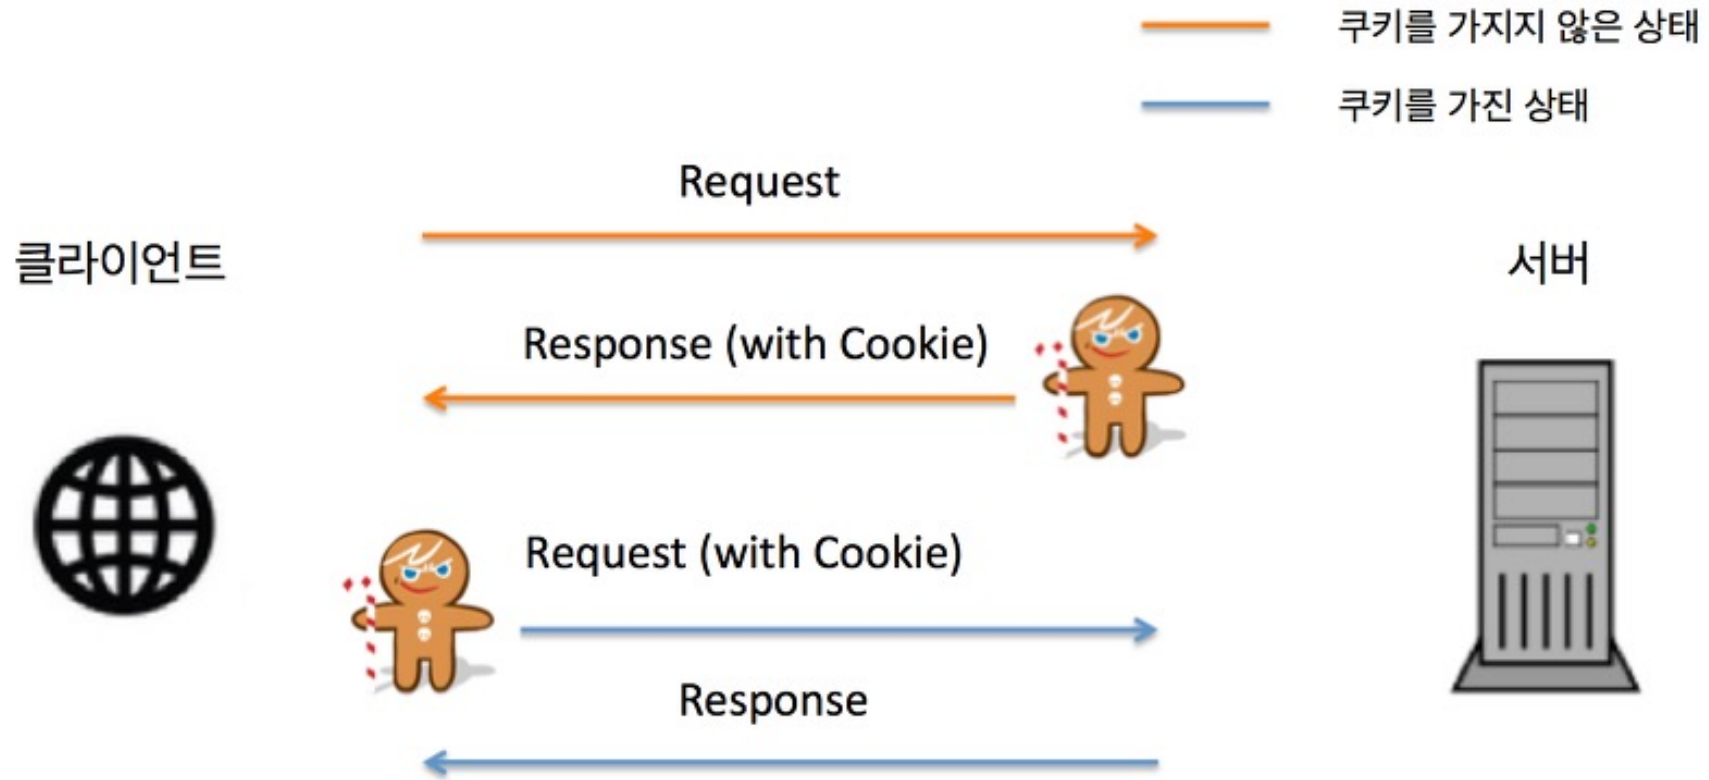 쿠키를 가지지 않은 상태
쿠키를 가진 상태
Request
클라이언트
서버
Response (with Cookie)
Request (with Cookie)
Response